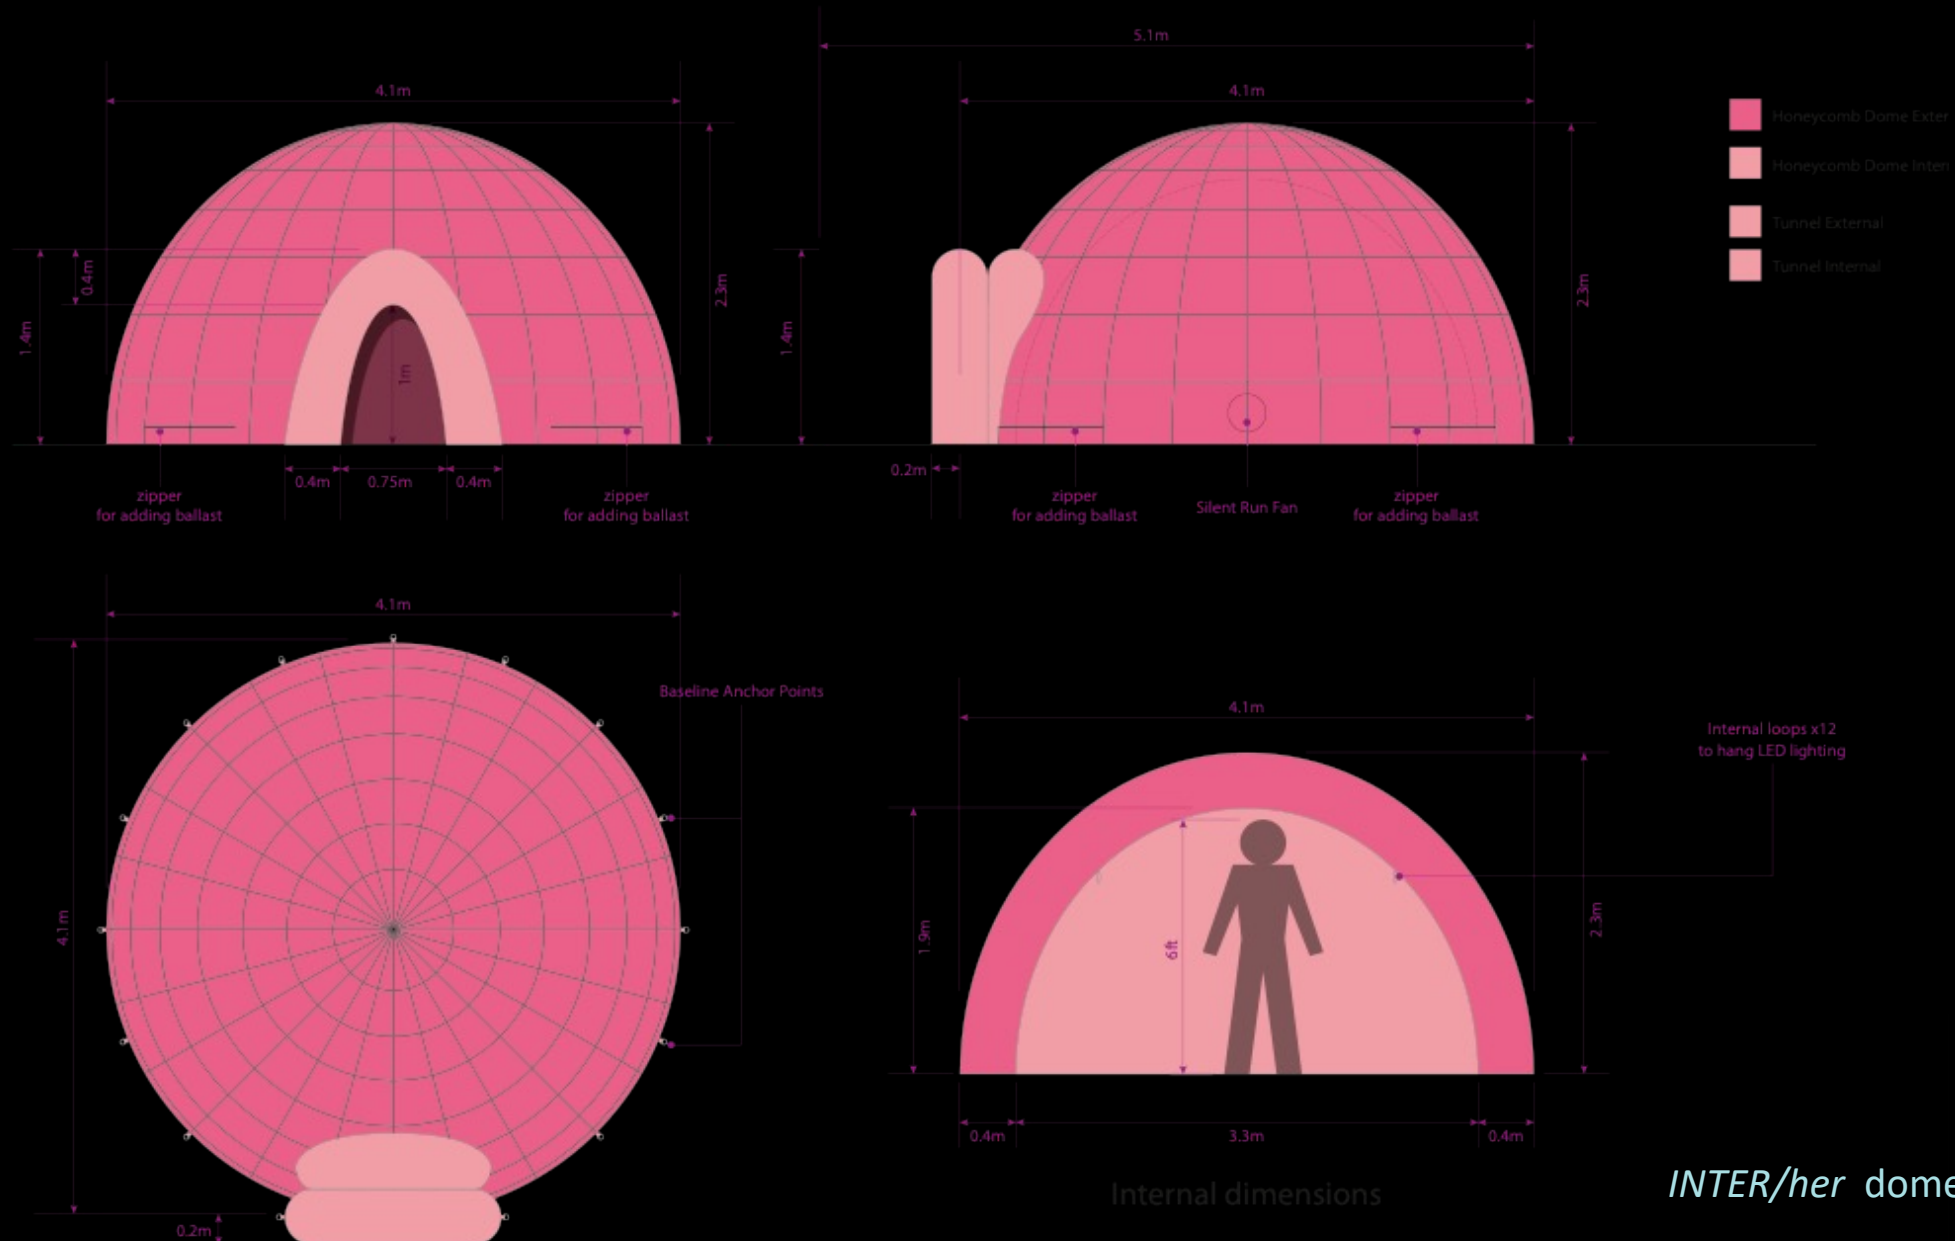 5.1m
4.1m
4.1m
Honeycomb Dome Exter
Honeycomb Dome Inter
Tunnel External
Tunnel Internal
0.4m
1.4m
1m
2.3m
1.4m
2.3m
0.4m
0.75m
0.4m
0.2m
zipper
for adding ballast
zipper
for adding ballast
zipper
for adding ballast
Silent Run Fan
zipper
for adding ballast
4.1m
Baseline Anchor Points
4.1m
0.2m
4.1m
Internal loops x12
to hang LED lighting
1.9m
6ft
2.3m
0.4m
3.3m
0.4m
Internal dimensions
INTER/her dome